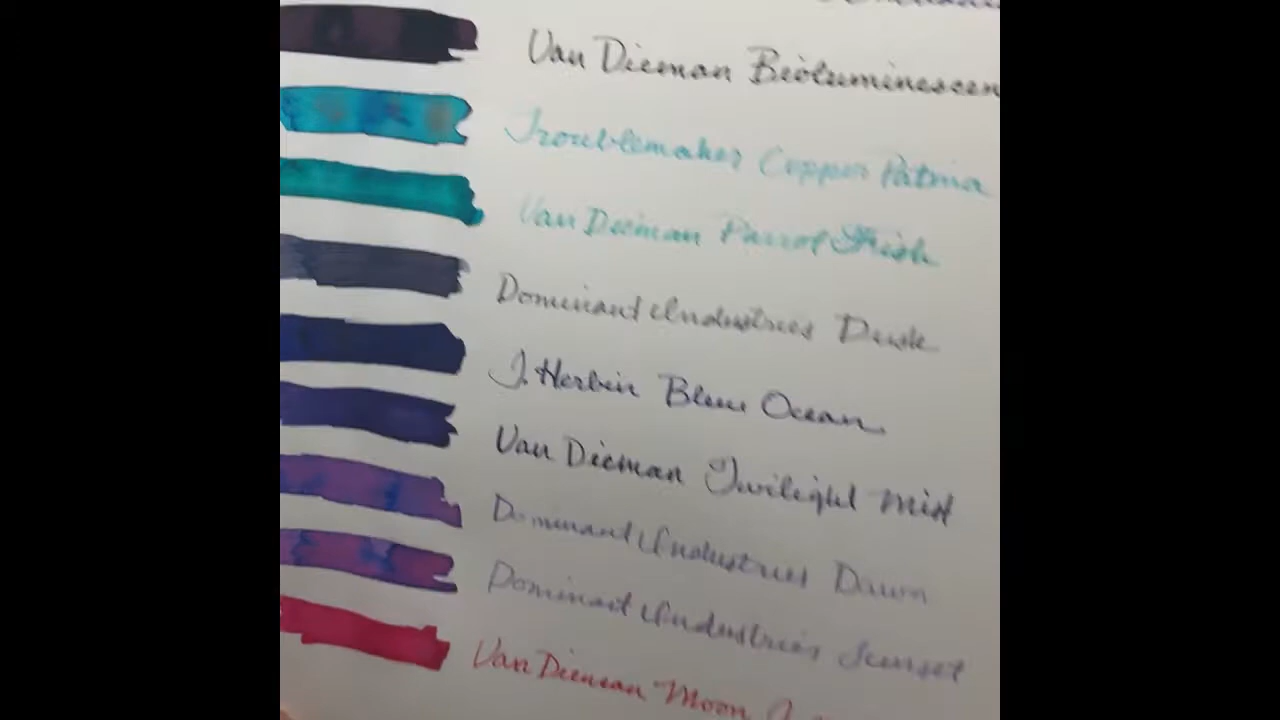 Van Dieman Bioluminescen
Troublemaker Copper Patina
Van Dieman Parrot Fish
Dominant Industries Dusk
J. Herbin Bleue Ocean
Van Dieman Twilight Mist
Dominant Industries Dawn
Dominant Industries Sunset
Van Dieman Moon